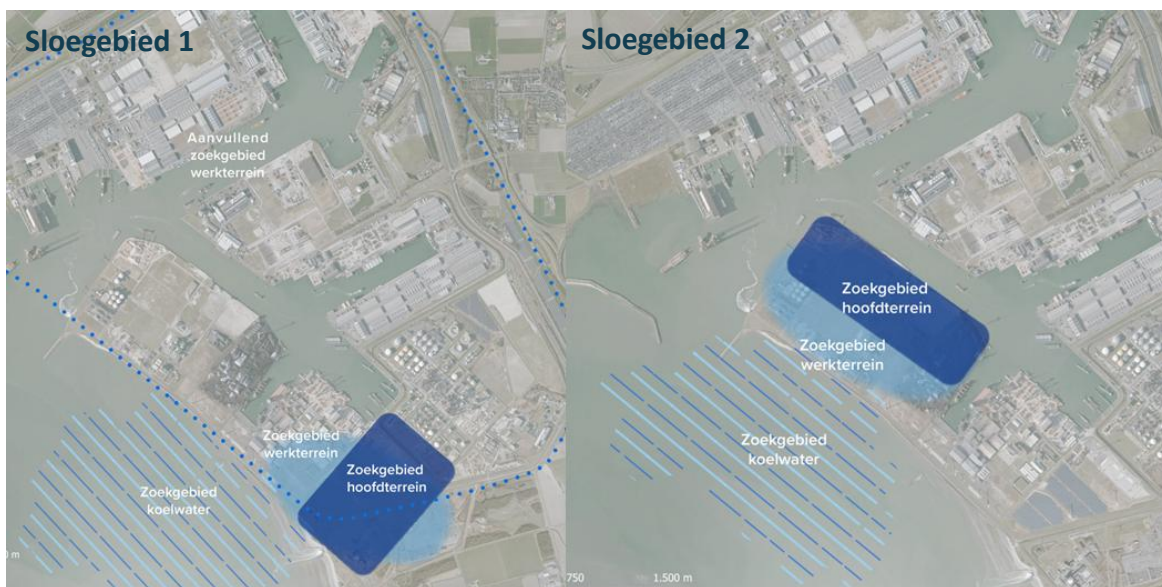 Sloegebied 1
Aanvullend
zoekgebied
werkterrein
Zoekgebied
werkterrein
Zoekgebied
hoofdterrein
Zoekgebied
koelwater
0 m
Sloegebied 2
Zoekgebied
hoofdterrein
Zoekgebied
werkterrein
Zoekgebied
koelwater
750
1.500 m